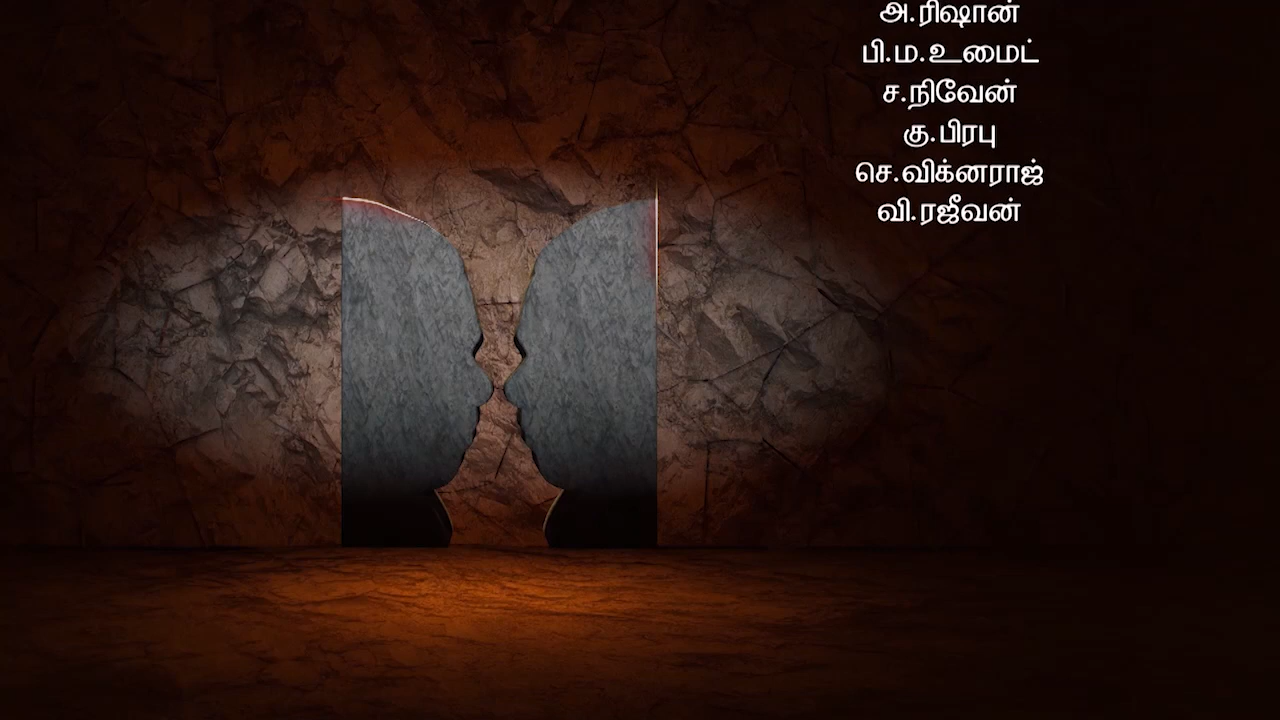 அ.ரிஷான்
பி.ம.உமைட்
ச.நிவேன்
கு.பிரபு
செ.விக்னராஜ்
வி.ரஜீவன்